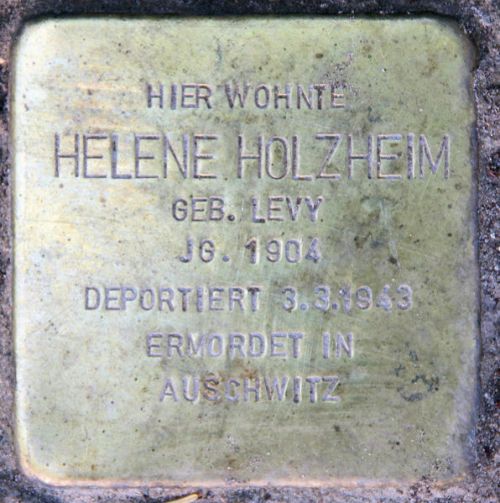 HIER WOHNTE
HELENE HOLZHEIM
GEB. LEVY
JG. 1904
DEPORTIERT 3.3.1943
ERMORDET IN
AUSCHWITZ